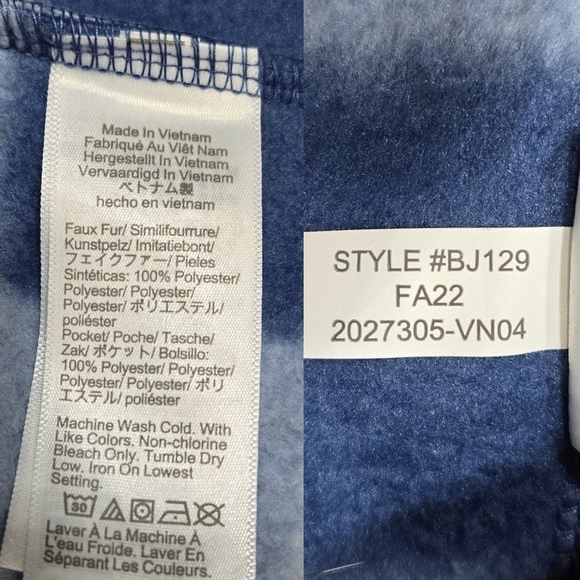 Made In Vietnam
Fabriqué Au Viêt Nam
Hergestellt In Vietnam
Vervaardigd In Vietnam
ベトナム製
hecho en vietnam
Faux Fur/ Similifourrure/
Kunstpelz/ Imitatiebont/
フェイクファー/ Pieles
Sintéticas: 100% Polyester/
Polyester/ Polyester/
Polyester/ ポリエステル/
poliéster
Pocket/ Poche/ Tasche/
Zak/ ポケット/ Bolsillo:
100% Polyester/ Polyester/
Polyester/ Polyester/ ポリ
エステル/ poliéster
Machine Wash Cold. With
Like Colors. Non-chlorine
Bleach Only. Tumble Dry
Low. Iron On Lowest
Setting.
30
Laver À La Machine À
L'eau Froide. Laver En
Séparant Les Couleurs.
STYLE #BJ129
FA22
2027305-VN04